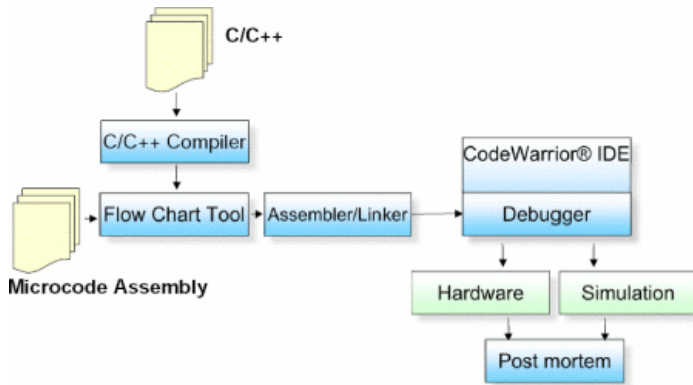 C/C++
C/C++ Compiler
CodeWarrior® IDE
Flow Chart Tool
Assembler/Linker
Debugger
Microcode Assembly
Hardware
Simulation
Post mortem